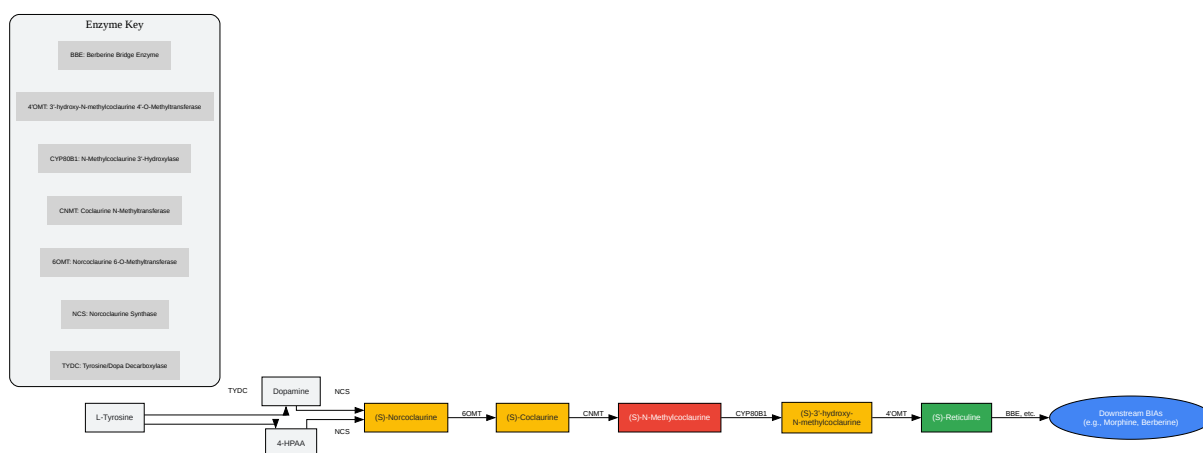 Enzyme Key
BBE: Berberine Bridge Enzyme
4'OMT: 3'-hydroxy-N-methylcoclaurine 4'-O-Methyltransferase
CYP80B1: N-Methylcoclaurine 3'-Hydroxylase
CNMT: Coclaurine N-Methyltransferase
6OMT: Norcoclaurine 6-O-Methyltransferase
NCS: Norcoclaurine Synthase
TYDC: Tyrosine/Dopa Decarboxylase
L-Tyrosine
TYDC
Dopamine
4-HPAA
NCS
NCS
(S)-Norcoclaurine
6OMT
(S)-Coclaurine
CNMT
(S)-N-Methylcoclaurine
CYP80B1
(S)-3'-hydroxy-
N-methylcoclaurine
4'OMT
(S)-Reticuline
BBE, etc.
Downstream BIAs
(e.g., Morphine, Berberine)